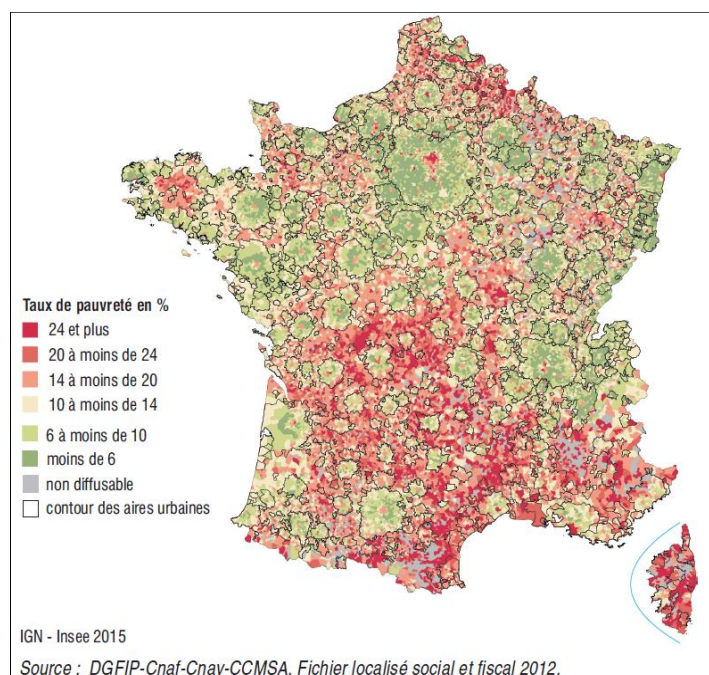 Taux de pauvreté en %
24 et plus
20 à moins de 24
14 à moins de 20
10 à moins de 14
6 à moins de 10
moins de 6
non diffusable
contour des aires urbaines
IGN - Insee 2015
Source : DGFIP-Cnaf-Cnav-CCMSA. Fichier localisé social et fiscal 2012.